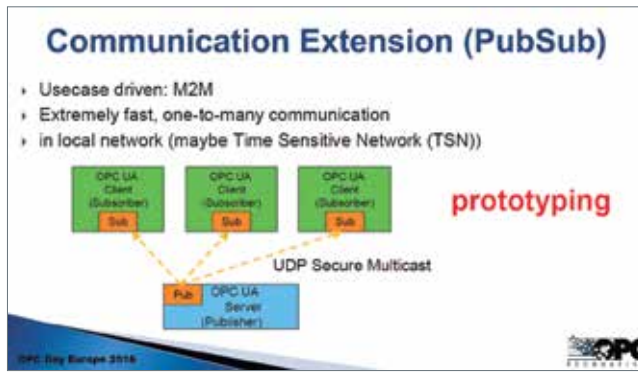 Communication Extension (PubSub)
Usecase driven: M2M
Extremely fast, one-to-many communication
in local network (maybe Time Sensitive Network (TSN))
OPC UA
Client
(Subscriber)
Sub
OPC UA
Client
(Subscriber)
Sub
OPC UA
Client
(Subscriber)
Sub
prototyping
UDP Secure Multicast
Pub
OPC UA
Server
(Publisher)
OPC Day Europe 2016
OPC
FOUNDATION